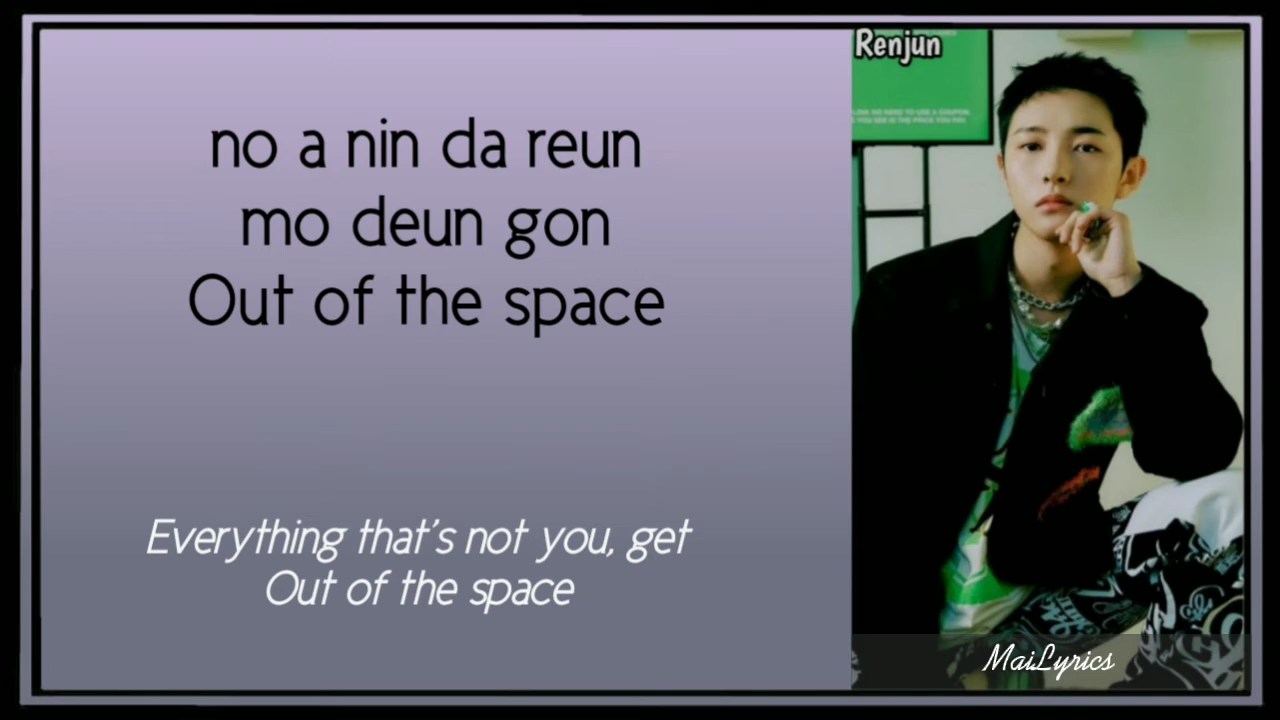 Renjun
no a nin da reun
mo deun gon
Out of the space
Everything that's not you, get
Out of the space
MaiLyrics